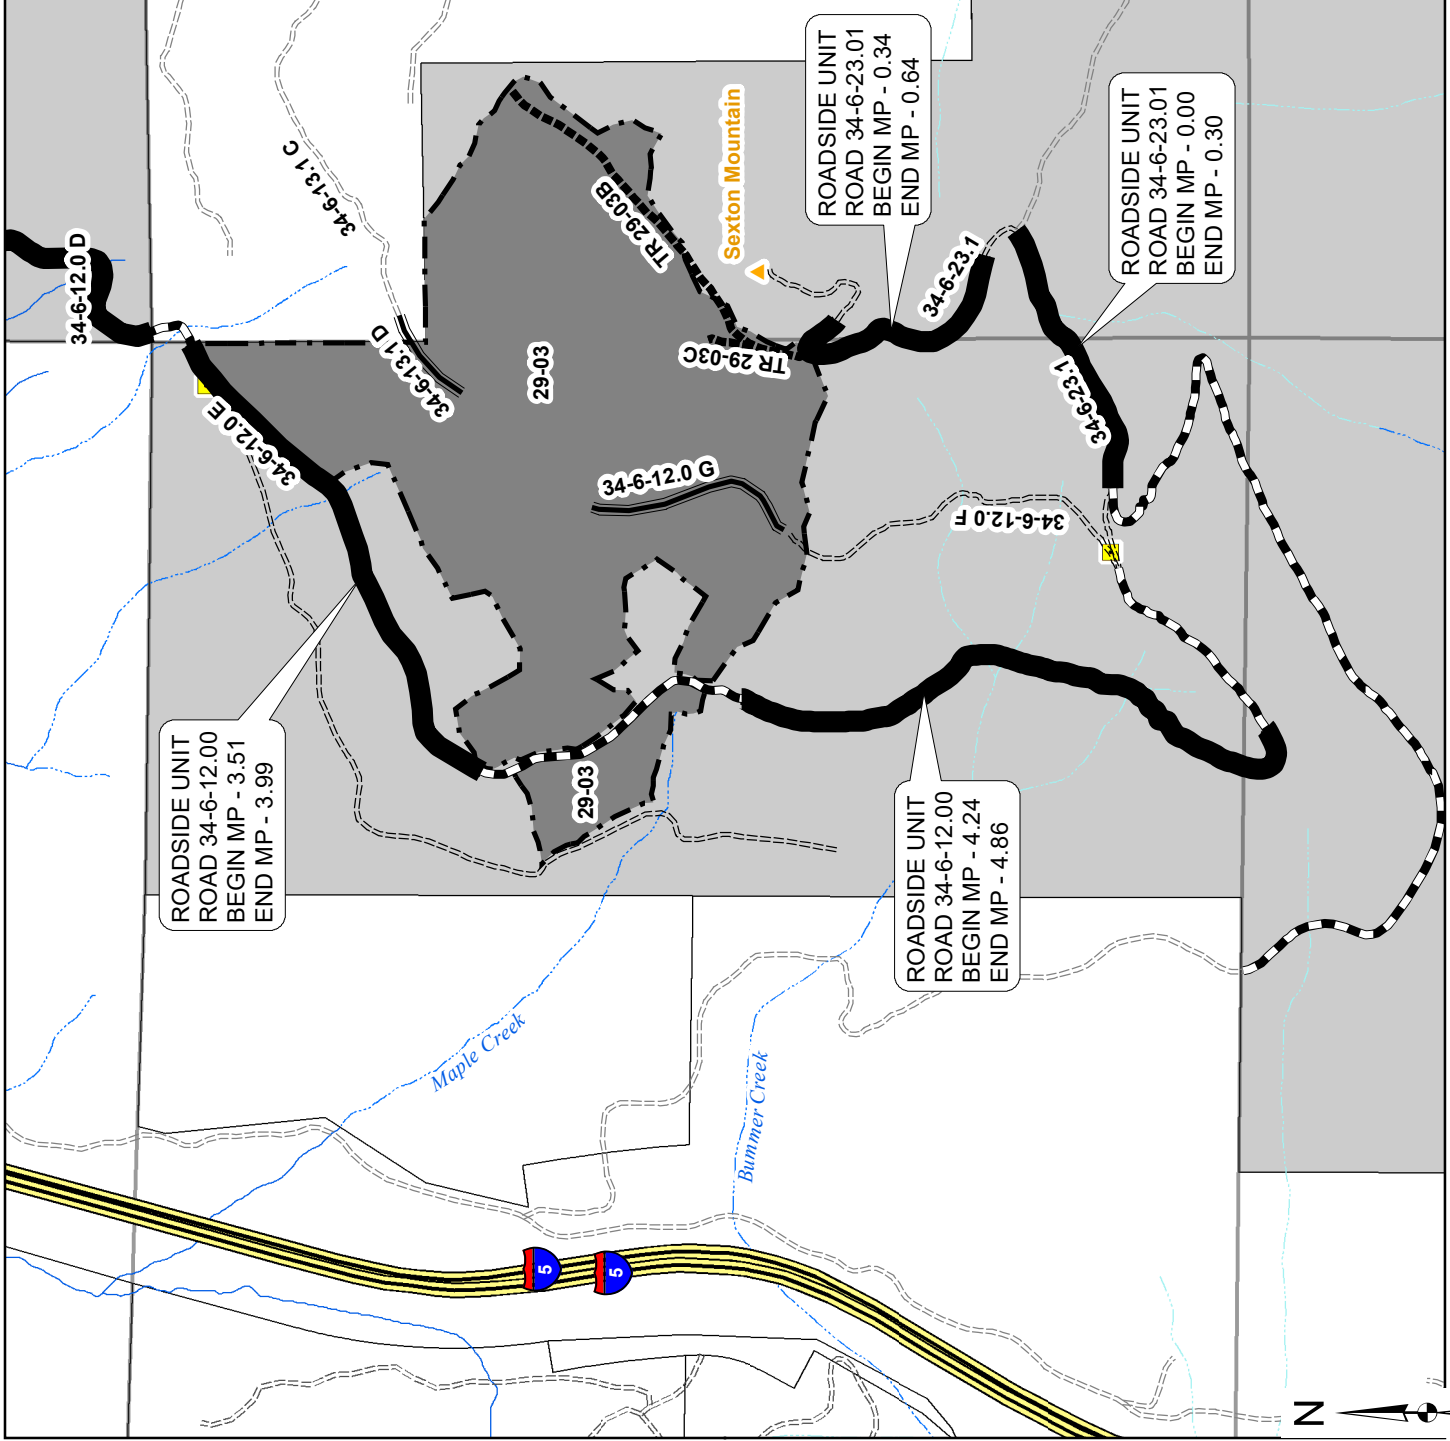 34-6-12.0 D
34-6-13.1 C
34-6-12.0 E
34-6-13.1 D
29-03
TR 29-03B
TR 29-03C
Sexton Mountain
ROADSIDE UNIT
ROAD 34-6-23.01
BEGIN MP - 0.34
END MP - 0.64
34-6-23.1
ROADSIDE UNIT
ROAD 34-6-23.01
BEGIN MP - 0.00
END MP - 0.30
34-6-23.1
34-6-12.0 G
34-6-12.0 F
ROADSIDE UNIT
ROAD 34-6-12.00
BEGIN MP - 3.51
END MP - 3.99
29-03
ROADSIDE UNIT
ROAD 34-6-12.00
BEGIN MP - 4.24
END MP - 4.86
Maple Creek
Bummer Creek
5
5
N